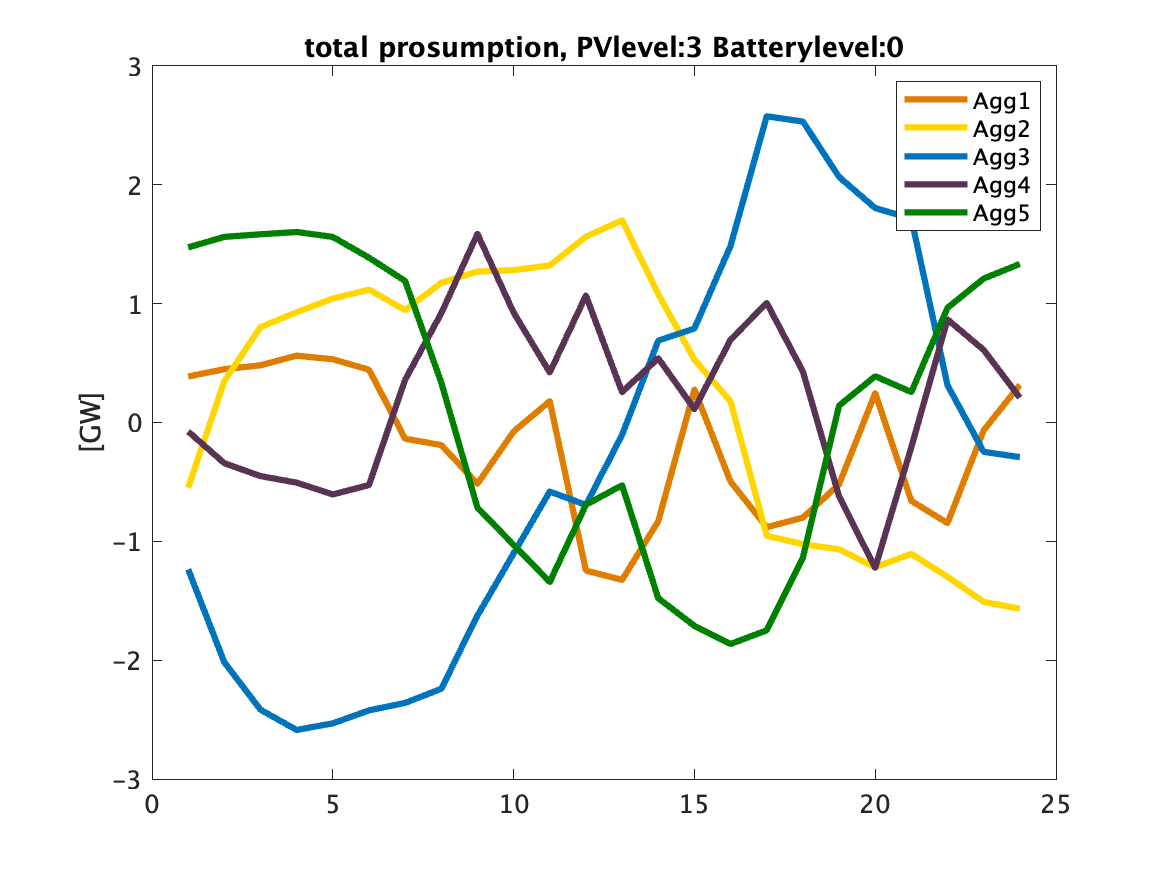 total prosumption, PVlevel:3 Batterylevel:0
[GW]
3
2
1
0
−1
−2
−3
0 5 10 15 20 25
Agg1
Agg2
Agg3
Agg4
Agg5